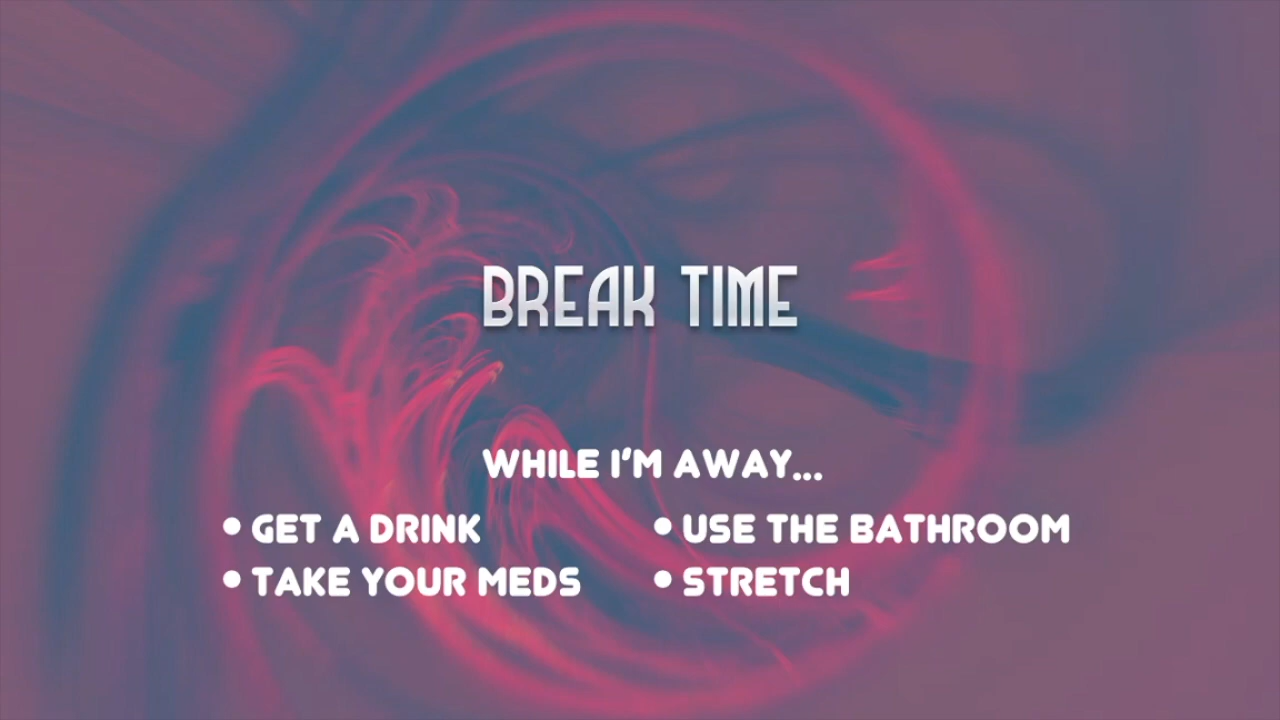 BREAK TIME
WHILE I'M AWAY...
• GET A DRINK
• TAKE YOUR MEDS
• USE THE BATHROOM
• STRETCH